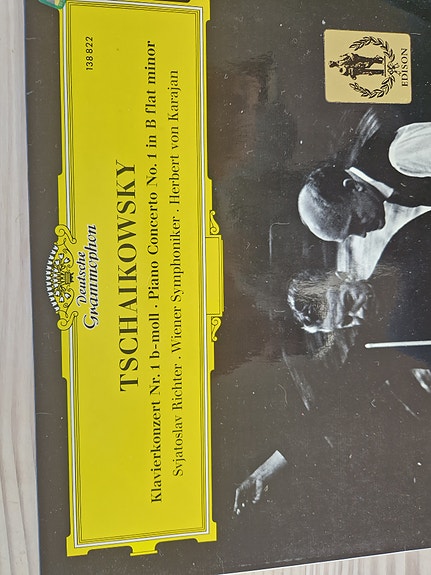 138 822
Deutsche
Grammophon
TSCHAIKOWSKY
Klavierkonzert Nr. 1 b-moll · Piano Concerto No. 1 in B flat minor
Svjatoslav Richter · Wiener Symphoniker · Herbert von Karajan
EDISON